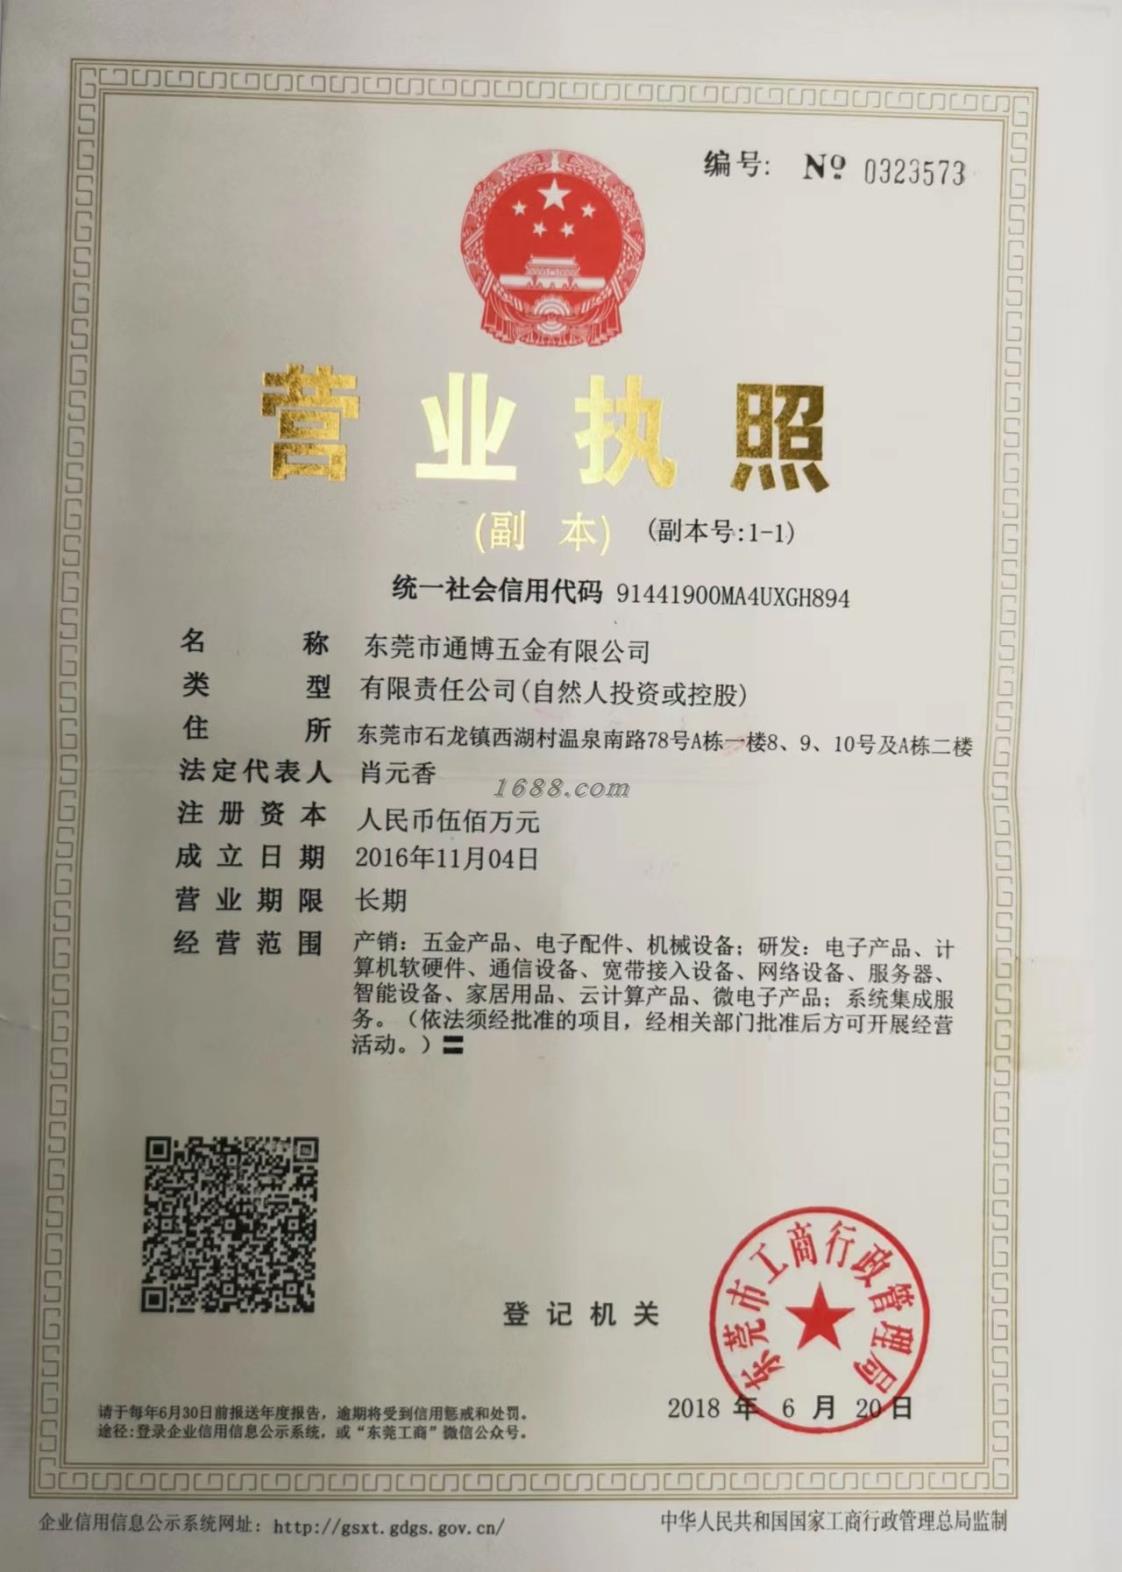 编号: № 0323573
营业执照
(副 本) (副本号:1-1)
统一社会信用代码 91441900MA4UXGH894
名称 东莞市通博五金有限公司
类型 有限责任公司(自然人投资或控股)
住所 东莞市石龙镇西湖村温泉南路78号A栋一楼8、9、10号及A栋二楼
法定代表人 肖元香
1688.com
注册资本 人民币伍佰万元
成立日期 2016年11月04日
营业期限 长期
经营范围 产销：五金产品、电子配件、机械设备；研发：电子产品、计
算机软硬件、通信设备、宽带接入设备、网络设备、服务器、
智能设备、家居用品、云计算产品、微电子产品；系统集成服
务。（依法须经批准的项目，经相关部门批准后方可开展经营
活动。）〓
登记机关
东莞市工商行政管理局
2018 年 6 月 20 日
请于每年6月30日前报送年度报告，逾期将受到信用惩戒和处罚。
途径:登录企业信用信息公示系统，或“东莞工商”微信公众号。
企业信用信息公示系统网址：http://gsxt.gdgs.gov.cn/
中华人民共和国国家工商行政管理总局监制